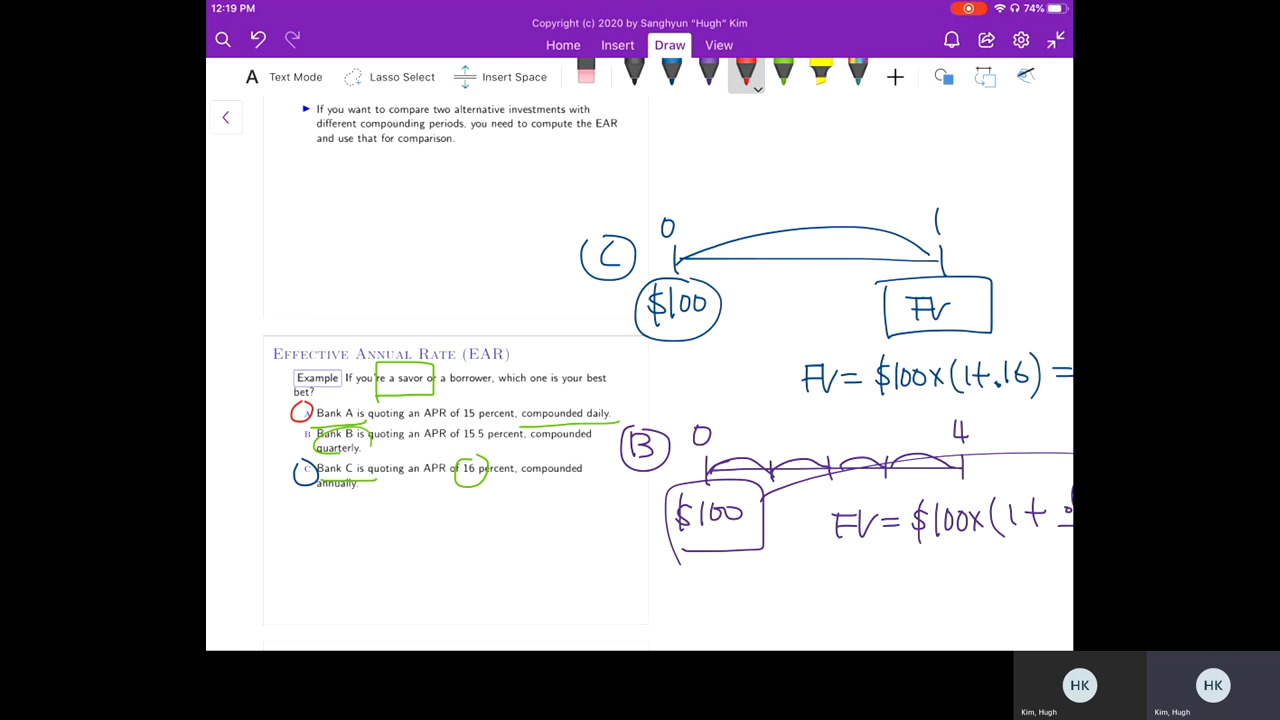 12:19 PM
74%
Copyright (c) 2020 by Sanghyun “Hugh” Kim
Home Insert Draw View
A Text Mode Lasso Select Insert Space
If you want to compare two alternative investments with
different compounding periods, you need to compute the EAR
and use that for comparison.
0 1
C
$100 FV
FV = $100x(1+.16) =
Effective Annual Rate (EAR)
Example If you're a savor or a borrower, which one is your best
bet?
A Bank A is quoting an APR of 15 percent, compounded daily.
B Bank B is quoting an APR of 15.5 percent, compounded
quarterly.
C Bank C is quoting an APR of 16 percent, compounded
annually.
B 0 4
$100
FV = $100x(1+
HK HK
Kim, Hugh Kim, Hugh